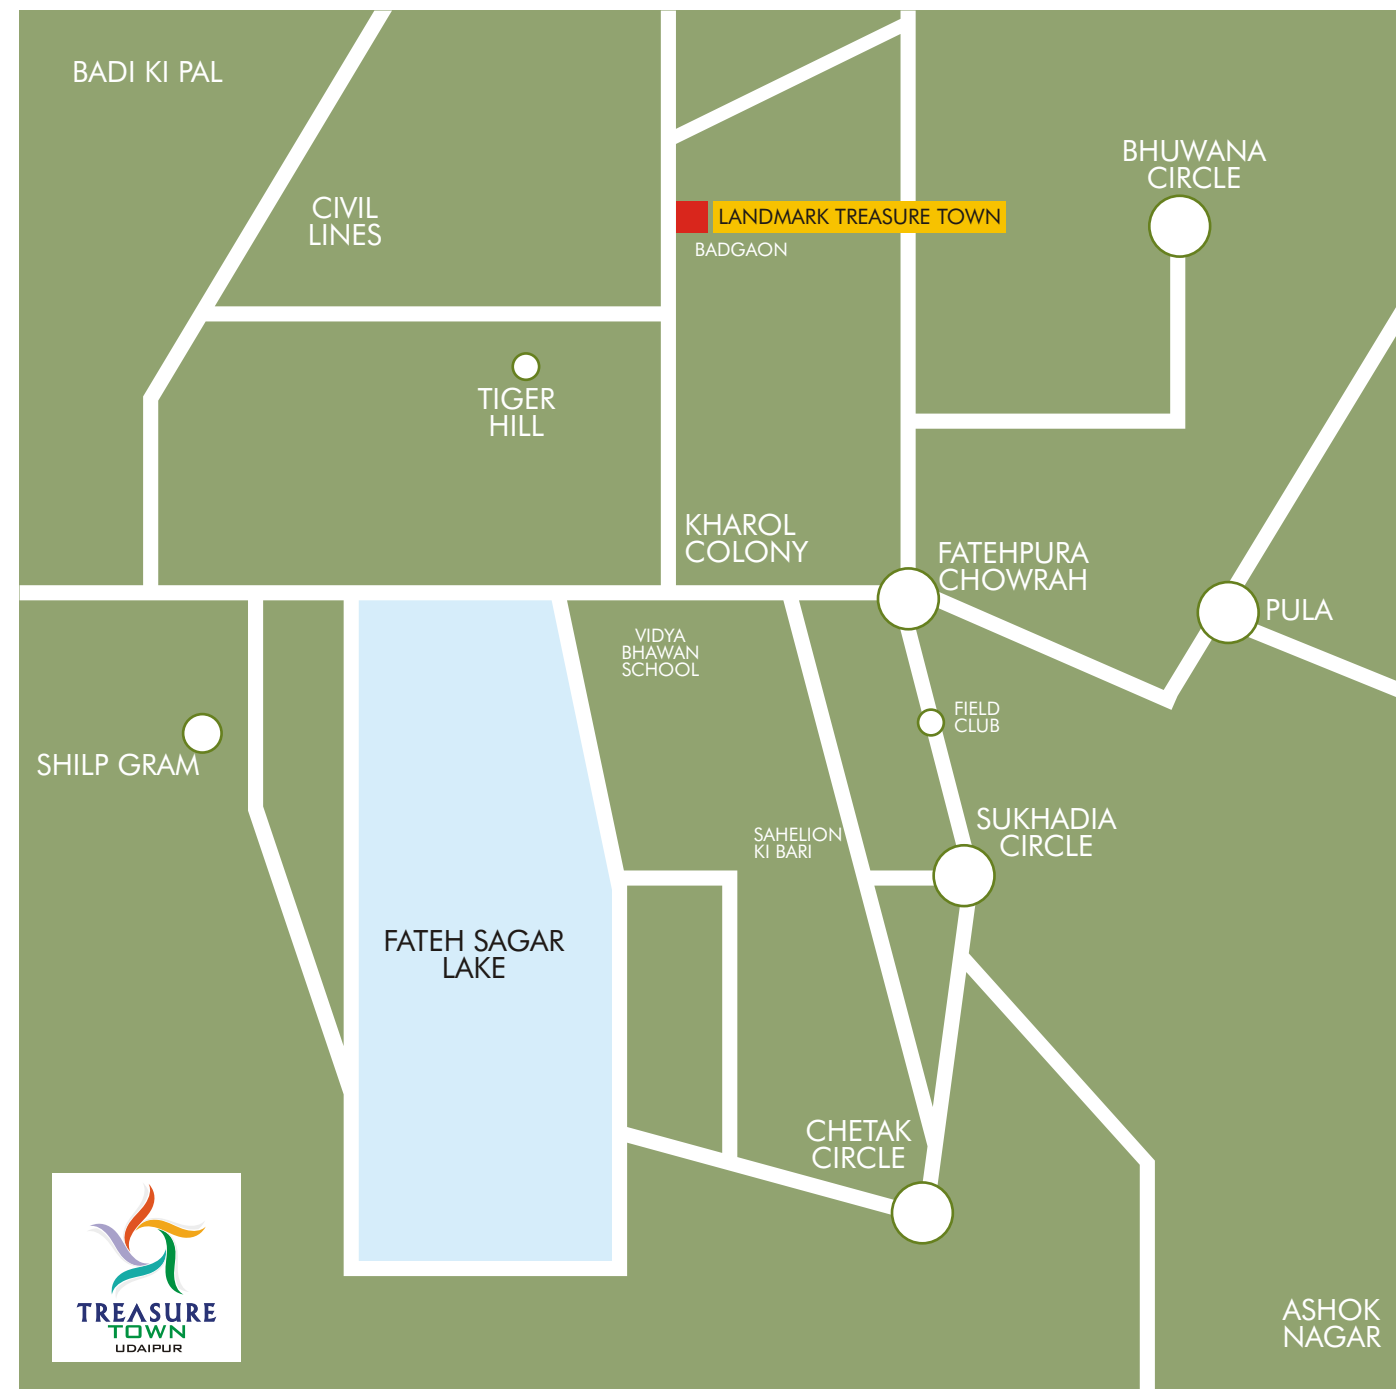 BADI KI PAL
BHUWANA
CIRCLE
CIVIL
LINES
LANDMARK TREASURE TOWN
BADGAON
TIGER
HILL
KHAROL
COLONY
FATEHPURA
CHOWRAH
PULA
VIDYA
BHAWAN
SCHOOL
FIELD
CLUB
SHILP GRAM
SUKHADIA
CIRCLE
SAHELION
KI BARI
FATEH SAGAR
LAKE
CHETAK
CIRCLE
TREASURE
TOWN
UDAIPUR
ASHOK
NAGAR